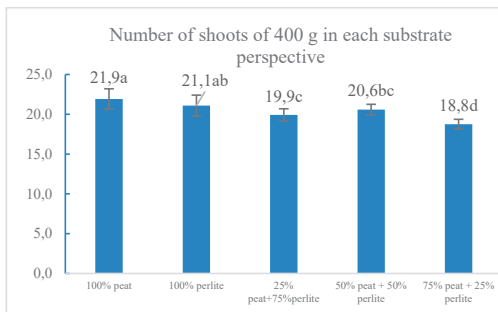 Number of shoots of 400 g in each substrate
perspective
25,0
20,0
15,0
10,0
5,0
0,0
21,9a
21,1ab
19,9c
20,6bc
18,8d
100% peat
100% perlite
25%
peat+75%perlite
50% peat + 50%
perlite
75% peat + 25%
perlite